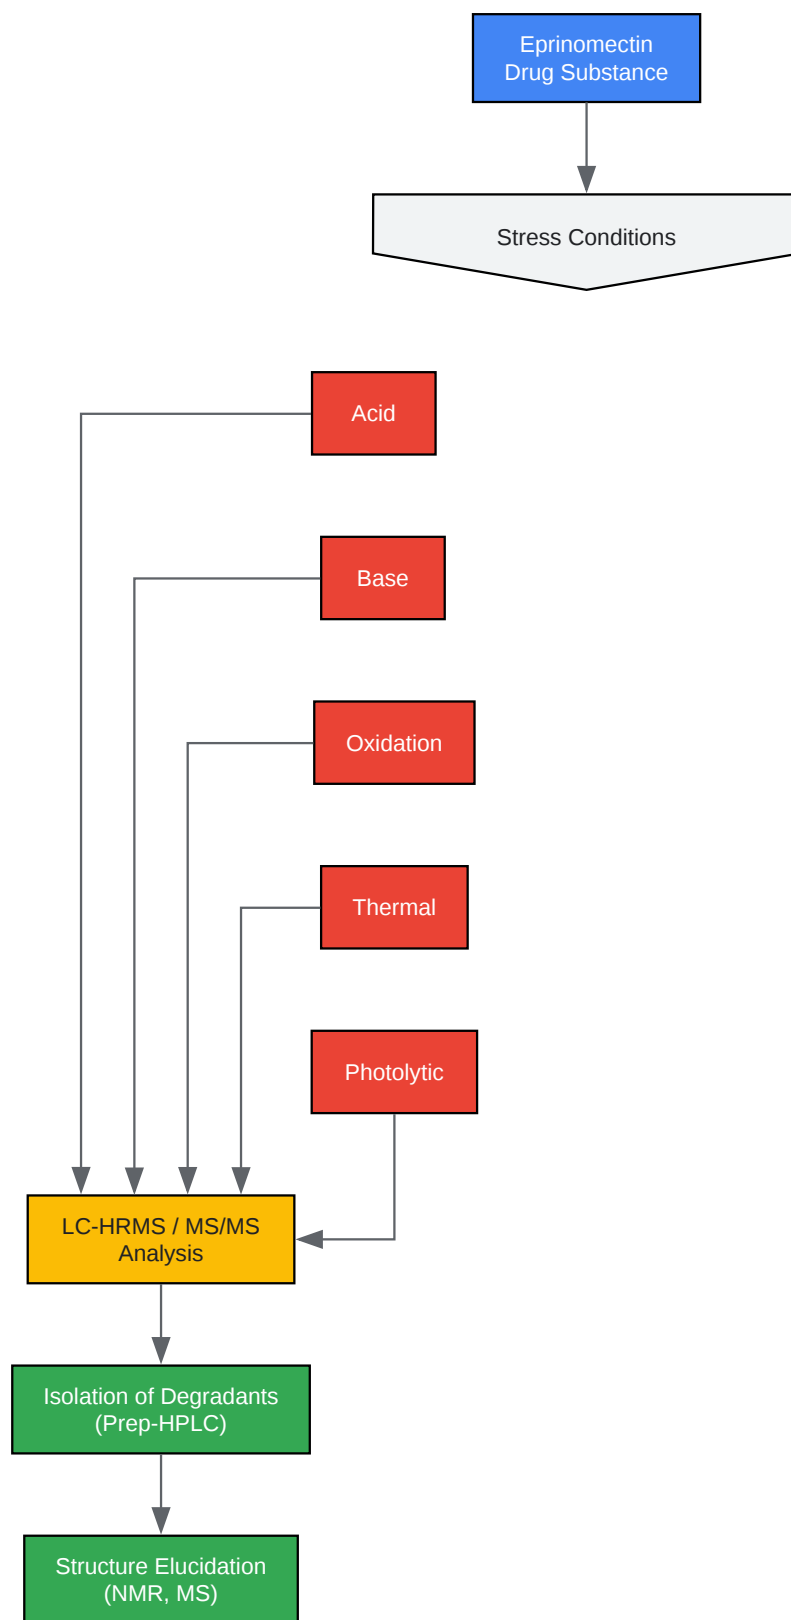 Eprinomectin
Drug Substance
Stress Conditions
Acid
Base
Oxidation
Thermal
Photolytic
LC-HRMS / MS/MS
Analysis
Isolation of Degradants
(Prep-HPLC)
Structure Elucidation
(NMR, MS)